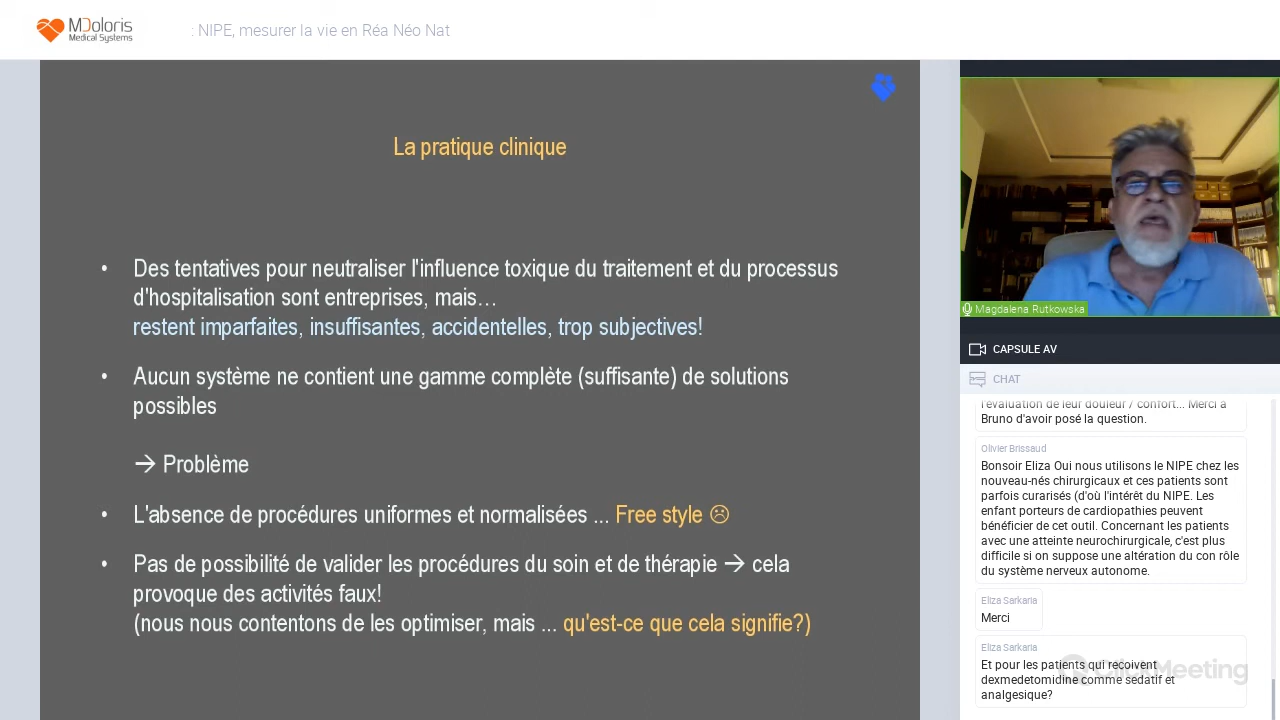 MDoloris
Medical Systems
: NIPE, mesurer la vie en Réa Néo Nat
La pratique clinique
• Des tentatives pour neutraliser l'influence toxique du traitement et du processus
d'hospitalisation sont entreprises, mais…
restent imparfaites, insuffisantes, accidentelles, trop subjectives!
• Aucun système ne contient une gamme complète (suffisante) de solutions
possibles
→ Problème
• L'absence de procédures uniformes et normalisées ... Free style ☹
• Pas de possibilité de valider les procédures du soin et de thérapie → cela
provoque des activités faux!
(nous nous contentons de les optimiser, mais ... qu'est-ce que cela signifie?)
Magdalena Rutkowska
CAPSULE AV
CHAT
l'évaluation de leur douleur / confort... Merci à
Bruno d'avoir posé la question.
Olivier Brissaud
Bonsoir Eliza Oui nous utilisons le NIPE chez les
nouveau-nés chirurgicaux et ces patients sont
parfois curarisés (d'où l'intérêt du NIPE. Les
enfant porteurs de cardiopathies peuvent
bénéficier de cet outil. Concernant les patients
avec une atteinte neurochirurgicale, c'est plus
difficile si on suppose une altération du con rôle
du système nerveux autonome.
Eliza Sarkaria
Merci
Eliza Sarkaria
Et pour les patients qui reçoivent
dexmedetomidine comme sédatif et
analgesique?
ClickMeeting